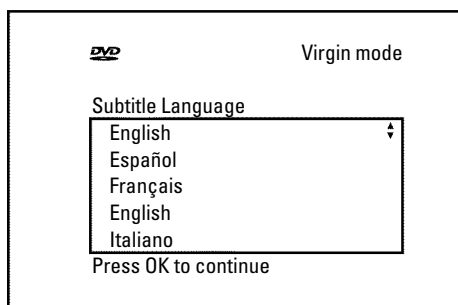 DVD Virgin mode
Subtitle Language
English
Español
Français
English
Italiano
Press OK to continue